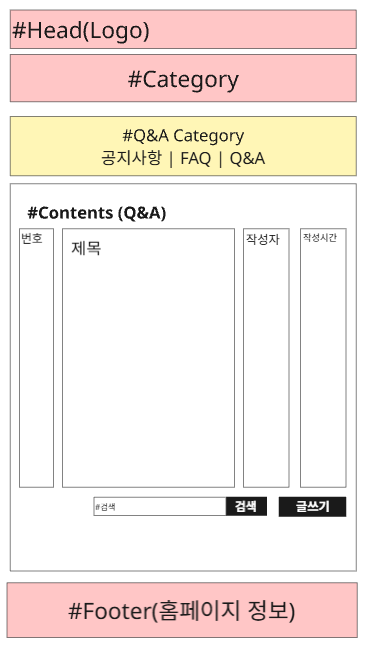 #Head(Logo)
#Category
#Q&A Category
공지사항 | FAQ | Q&A
#Contents (Q&A)
번호
제목
작성자
작성시간
#검색
검색
글쓰기
#Footer(홈페이지 정보)